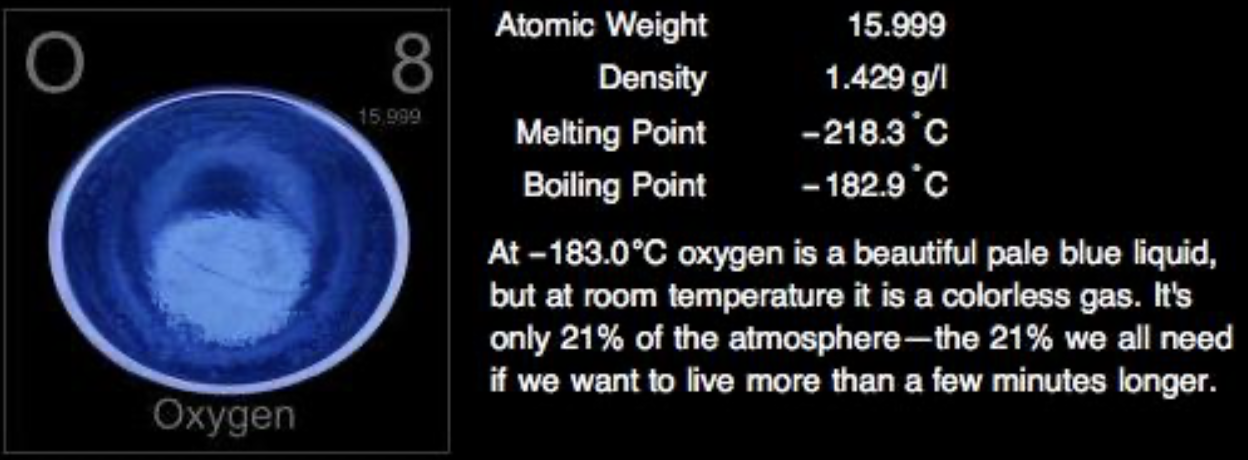 O 8
15.999
Oxygen
Atomic Weight 15.999
Density 1.429 g/l
Melting Point −218.3 °C
Boiling Point −182.9 °C
At −183.0°C oxygen is a beautiful pale blue liquid,
but at room temperature it is a colorless gas. It's
only 21% of the atmosphere—the 21% we all need
if we want to live more than a few minutes longer.